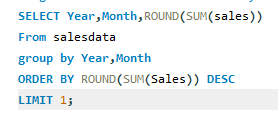 SELECT Year,Month,ROUND(SUM(sales))
From salesdata
group by Year,Month
ORDER BY ROUND(SUM(Sales)) DESC
LIMIT 1;